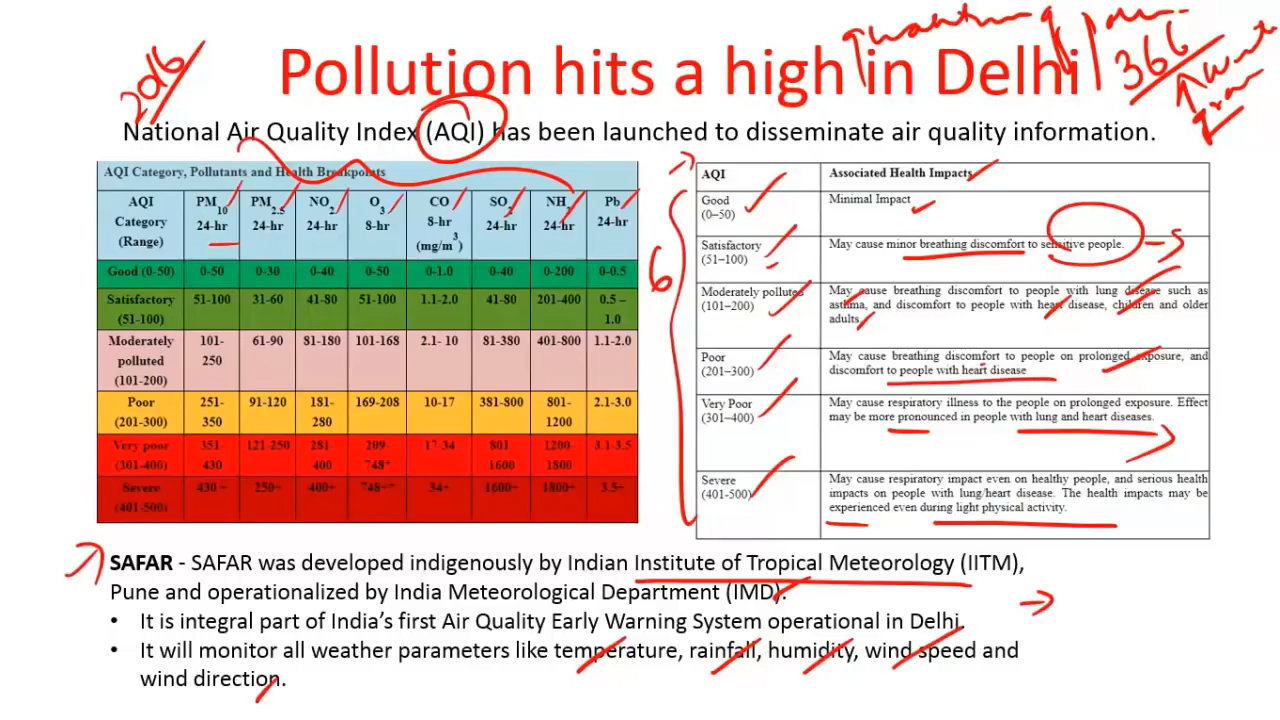 Pollution hits a high in Delhi
2016
366
National Air Quality Index (AQI) has been launched to disseminate air quality information.
AQI Category, Pollutants and Health Breakpoints
AQI Category (Range) PM10 24-hr PM2.5 24-hr NO2 24-hr O3 8-hr CO 8-hr (mg/m3) SO2 24-hr NH3 24-hr Pb 24-hr
Good (0-50) 0-50 0-30 0-40 0-50 0-1.0 0-40 0-200 0-0.5
Satisfactory (51-100) 51-100 31-60 41-80 51-100 1.1-2.0 41-80 201-400 0.5 – 1.0
Moderately polluted (101-200) 101-250 61-90 81-180 101-168 2.1- 10 81-380 401-800 1.1-2.0
Poor (201-300) 251-350 91-120 181-280 169-208 10-17 381-800 801-1200 2.1-3.0
Very poor (301-400) 351-430 121-250 281-400 209-748* 17-34 801-1600 1200-1800 3.1-3.5
Severe (401-500) 430+ 250+ 400+ 748+* 34+ 1600+ 1800+ 3.5+
6
AQI Associated Health Impacts
Good (0–50) Minimal Impact
Satisfactory (51–100) May cause minor breathing discomfort to sensitive people.
Moderately polluted (101–200) May cause breathing discomfort to people with lung disease such as
asthma, and discomfort to people with heart disease, children and older
adults
Poor (201–300) May cause breathing discomfort to people on prolonged exposure, and
discomfort to people with heart disease
Very Poor (301–400) May cause respiratory illness to the people on prolonged exposure. Effect
may be more pronounced in people with lung and heart diseases.
Severe (401-500) May cause respiratory impact even on healthy people, and serious health
impacts on people with lung/heart disease. The health impacts may be
experienced even during light physical activity.
SAFAR - SAFAR was developed indigenously by Indian Institute of Tropical Meteorology (IITM),
Pune and operationalized by India Meteorological Department (IMD).
• It is integral part of India's first Air Quality Early Warning System operational in Delhi.
• It will monitor all weather parameters like temperature, rainfall, humidity, wind speed and
wind direction.